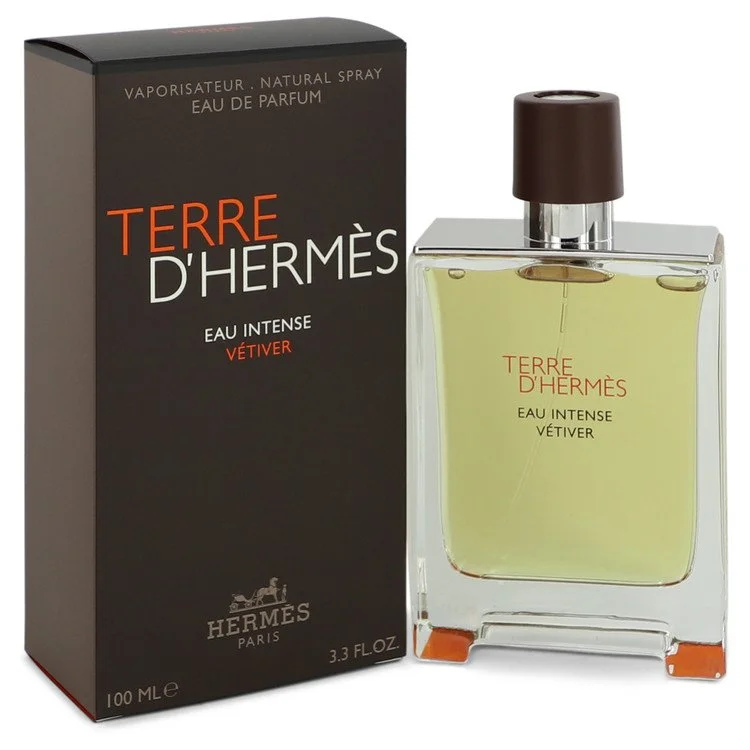 VAPORISATEUR . NATURAL SPRAY
EAU DE PARFUM
TERRE
D'HERMÈS
EAU INTENSE
VÉTIVER
HERMÈS
PARIS
100 ML℮
3.3 FL.OZ.
TERRE
D'HERMÈS
EAU INTENSE
VÉTIVER